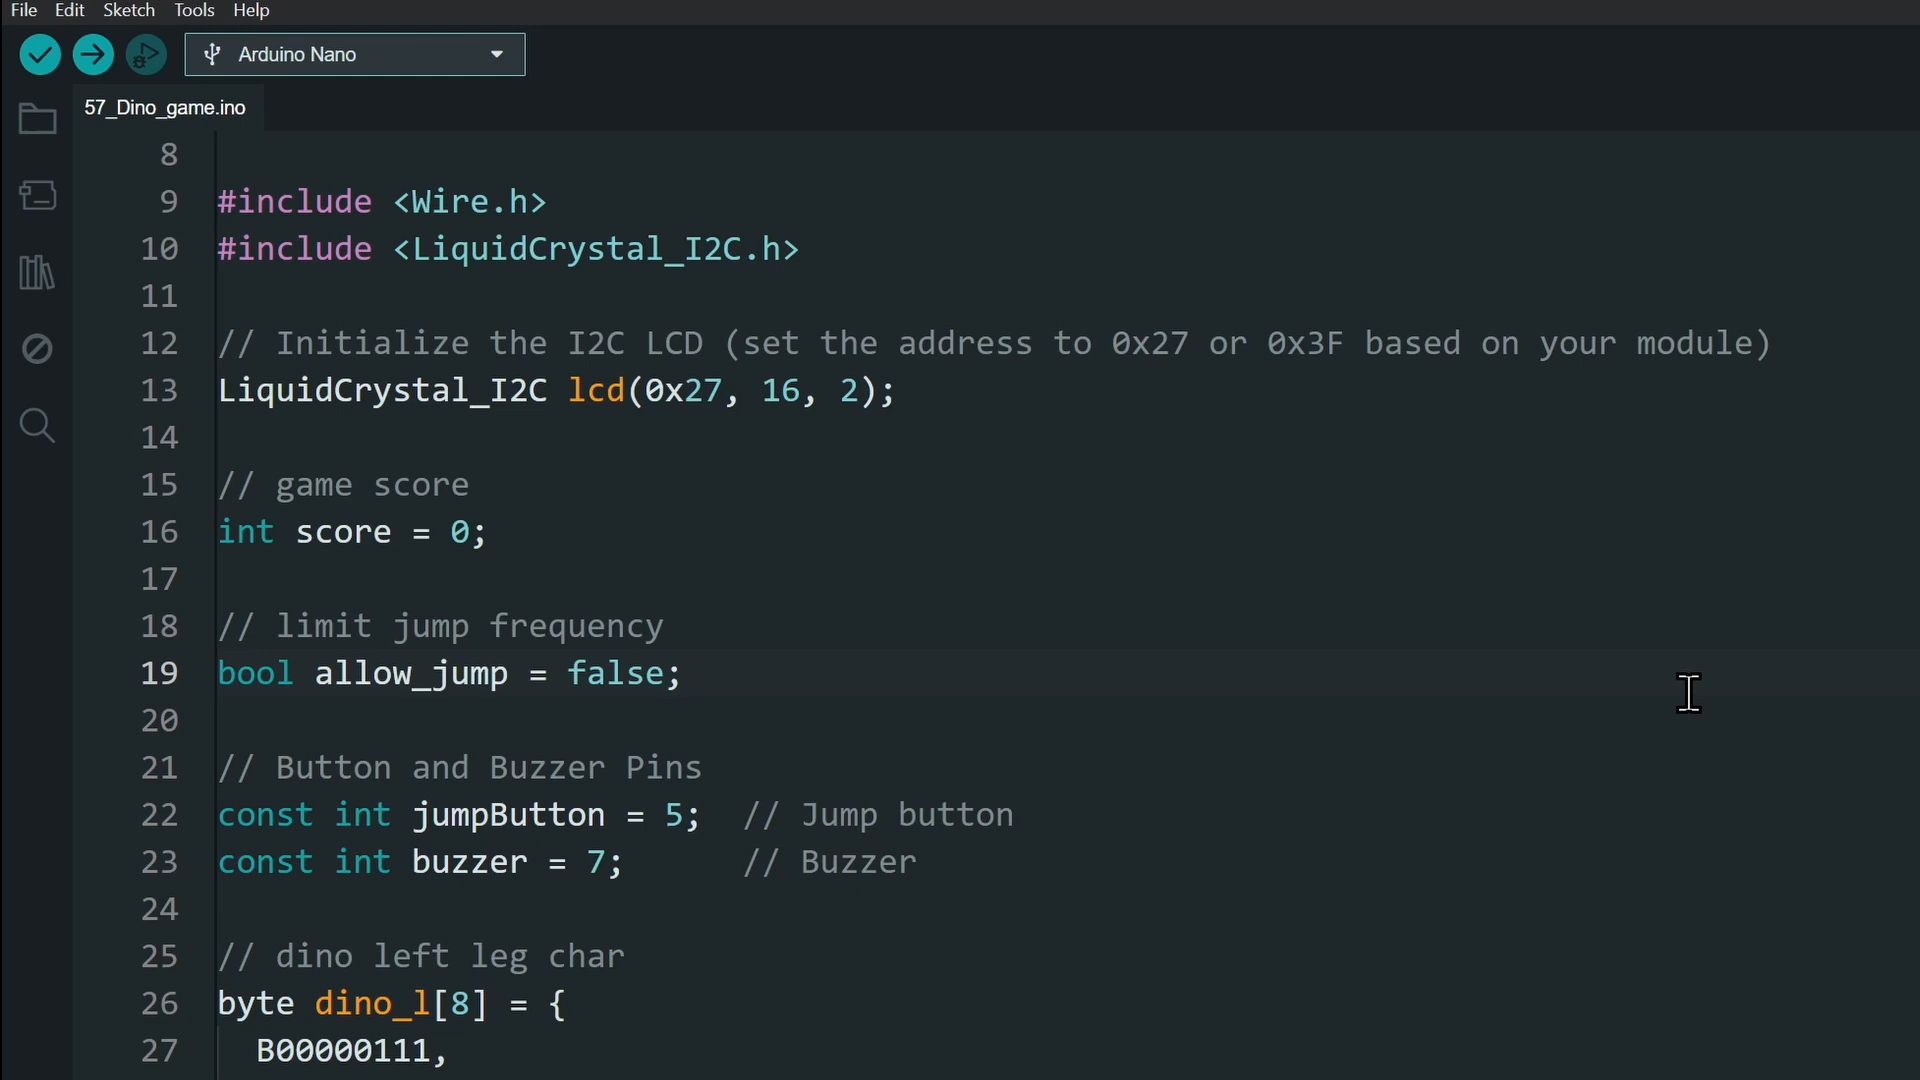 File Edit Sketch Tools Help
Arduino Nano
57_Dino_game.ino
8
9 #include <Wire.h>
10 #include <LiquidCrystal_I2C.h>
11
12 // Initialize the I2C LCD (set the address to 0x27 or 0x3F based on your module)
13 LiquidCrystal_I2C lcd(0x27, 16, 2);
14
15 // game score
16 int score = 0;
17
18 // limit jump frequency
19 bool allow_jump = false;
20
21 // Button and Buzzer Pins
22 const int jumpButton = 5;  // Jump button
23 const int buzzer = 7;      // Buzzer
24
25 // dino left leg char
26 byte dino_l[8] = {
27   B00000111,